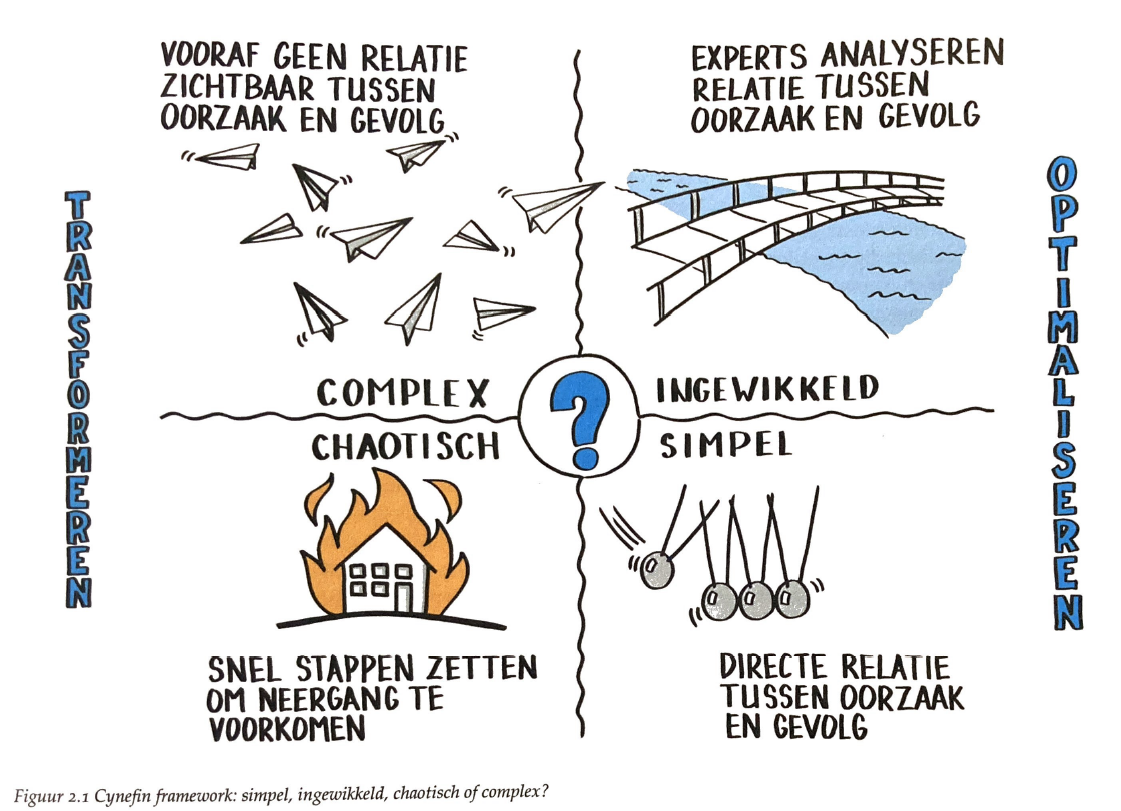 VOORAF GEEN RELATIE
ZICHTBAAR TUSSEN
OORZAAK EN GEVOLG
EXPERTS ANALYSEREN
RELATIE TUSSEN
OORZAAK EN GEVOLG
TRANSFORMEREN
OPTIMALISEREN
COMPLEX
INGEWIKKELD
?
CHAOTISCH
SIMPEL
SNEL STAPPEN ZETTEN
OM NEERGANG TE
VOORKOMEN
DIRECTE RELATIE
TUSSEN OORZAAK
EN GEVOLG
Figuur 2.1 Cynefin framework: simpel, ingewikkeld, chaotisch of complex?